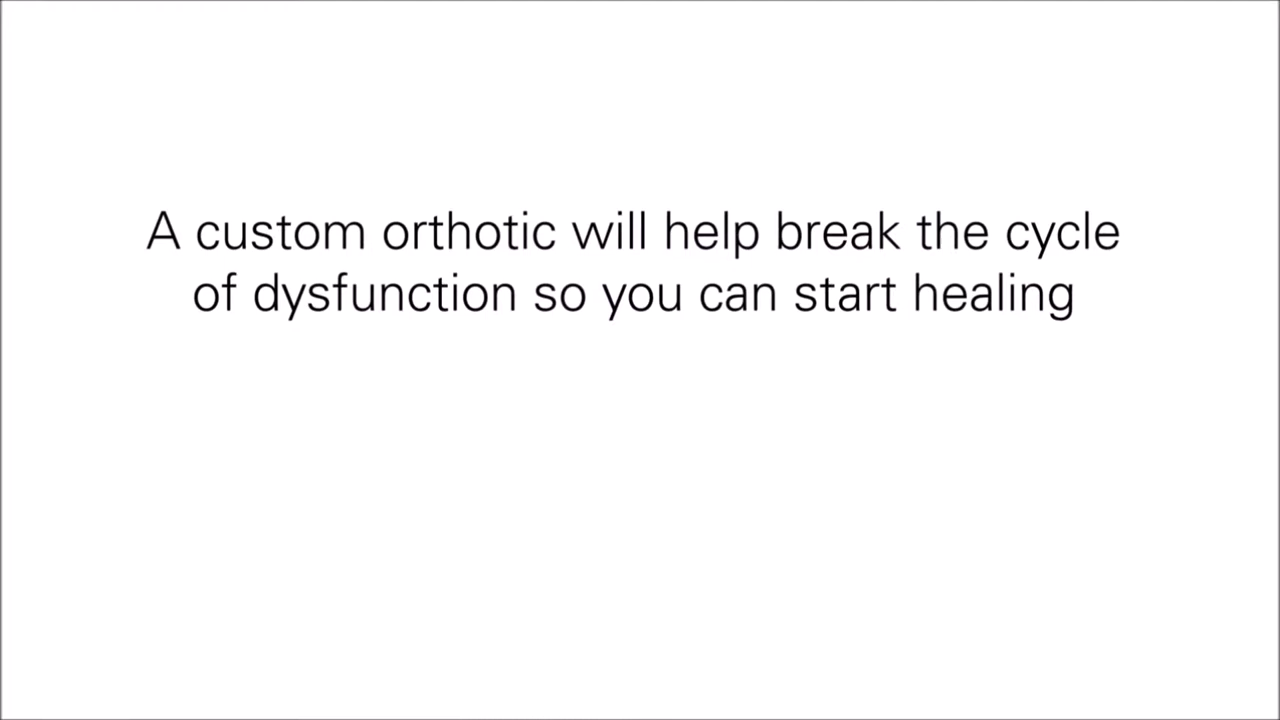 A custom orthotic will help break the cycle
of dysfunction so you can start healing